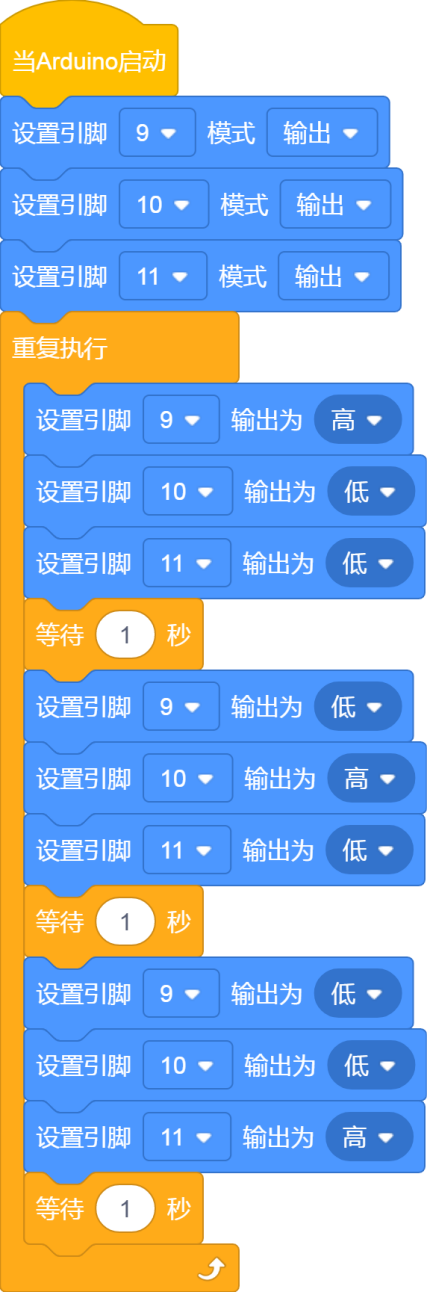 当Arduino启动
设置引脚 9 模式 输出
设置引脚 10 模式 输出
设置引脚 11 模式 输出
重复执行
设置引脚 9 输出为 高
设置引脚 10 输出为 低
设置引脚 11 输出为 低
等待 1 秒
设置引脚 9 输出为 低
设置引脚 10 输出为 高
设置引脚 11 输出为 低
等待 1 秒
设置引脚 9 输出为 低
设置引脚 10 输出为 低
设置引脚 11 输出为 高
等待 1 秒